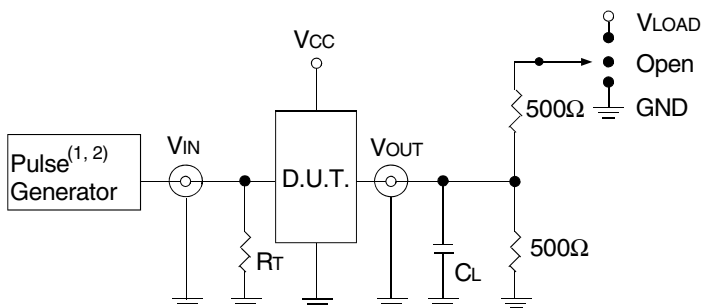 VLOAD
VCC
Open
500Ω
GND
Pulse(1, 2)
Generator
VIN
D.U.T.
VOUT
RT
CL
500Ω